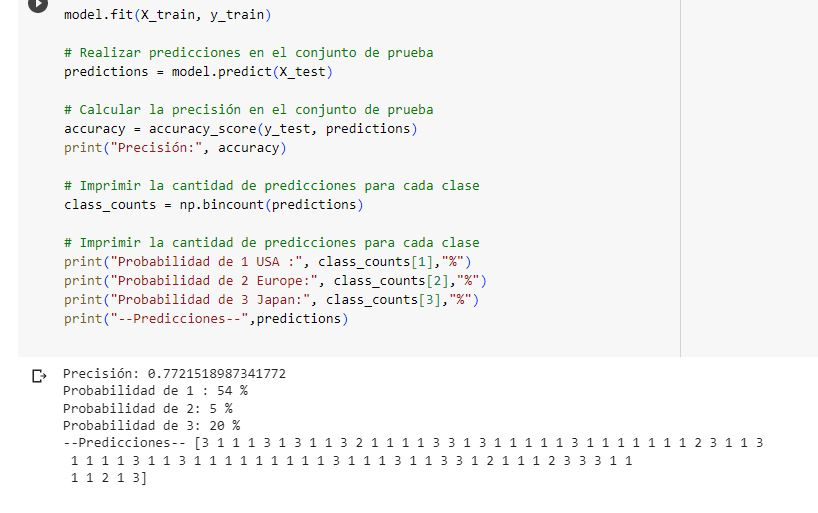 model.fit(X_train, y_train)
# Realizar predicciones en el conjunto de prueba
predictions = model.predict(X_test)
# Calcular la precisión en el conjunto de prueba
accuracy = accuracy_score(y_test, predictions)
print("Precisión:", accuracy)
# Imprimir la cantidad de predicciones para cada clase
class_counts = np.bincount(predictions)
# Imprimir la cantidad de predicciones para cada clase
print("Probabilidad de 1 USA :", class_counts[1],"%")
print("Probabilidad de 2 Europe:", class_counts[2],"%")
print("Probabilidad de 3 Japan:", class_counts[3],"%")
print("--Predicciones--",predictions)
Precisión: 0.7721518987341772
Probabilidad de 1 : 54 %
Probabilidad de 2: 5 %
Probabilidad de 3: 20 %
--Predicciones-- [3 1 1 1 3 1 3 1 1 3 2 1 1 1 1 3 3 1 3 1 1 1 1 1 3 1 1 1 1 1 1 1 2 3 1 1 3
1 1 1 1 3 1 1 3 1 1 1 1 1 1 1 1 1 3 1 1 1 3 1 1 3 3 1 2 1 1 1 2 3 3 3 1 1
1 1 2 1 3]